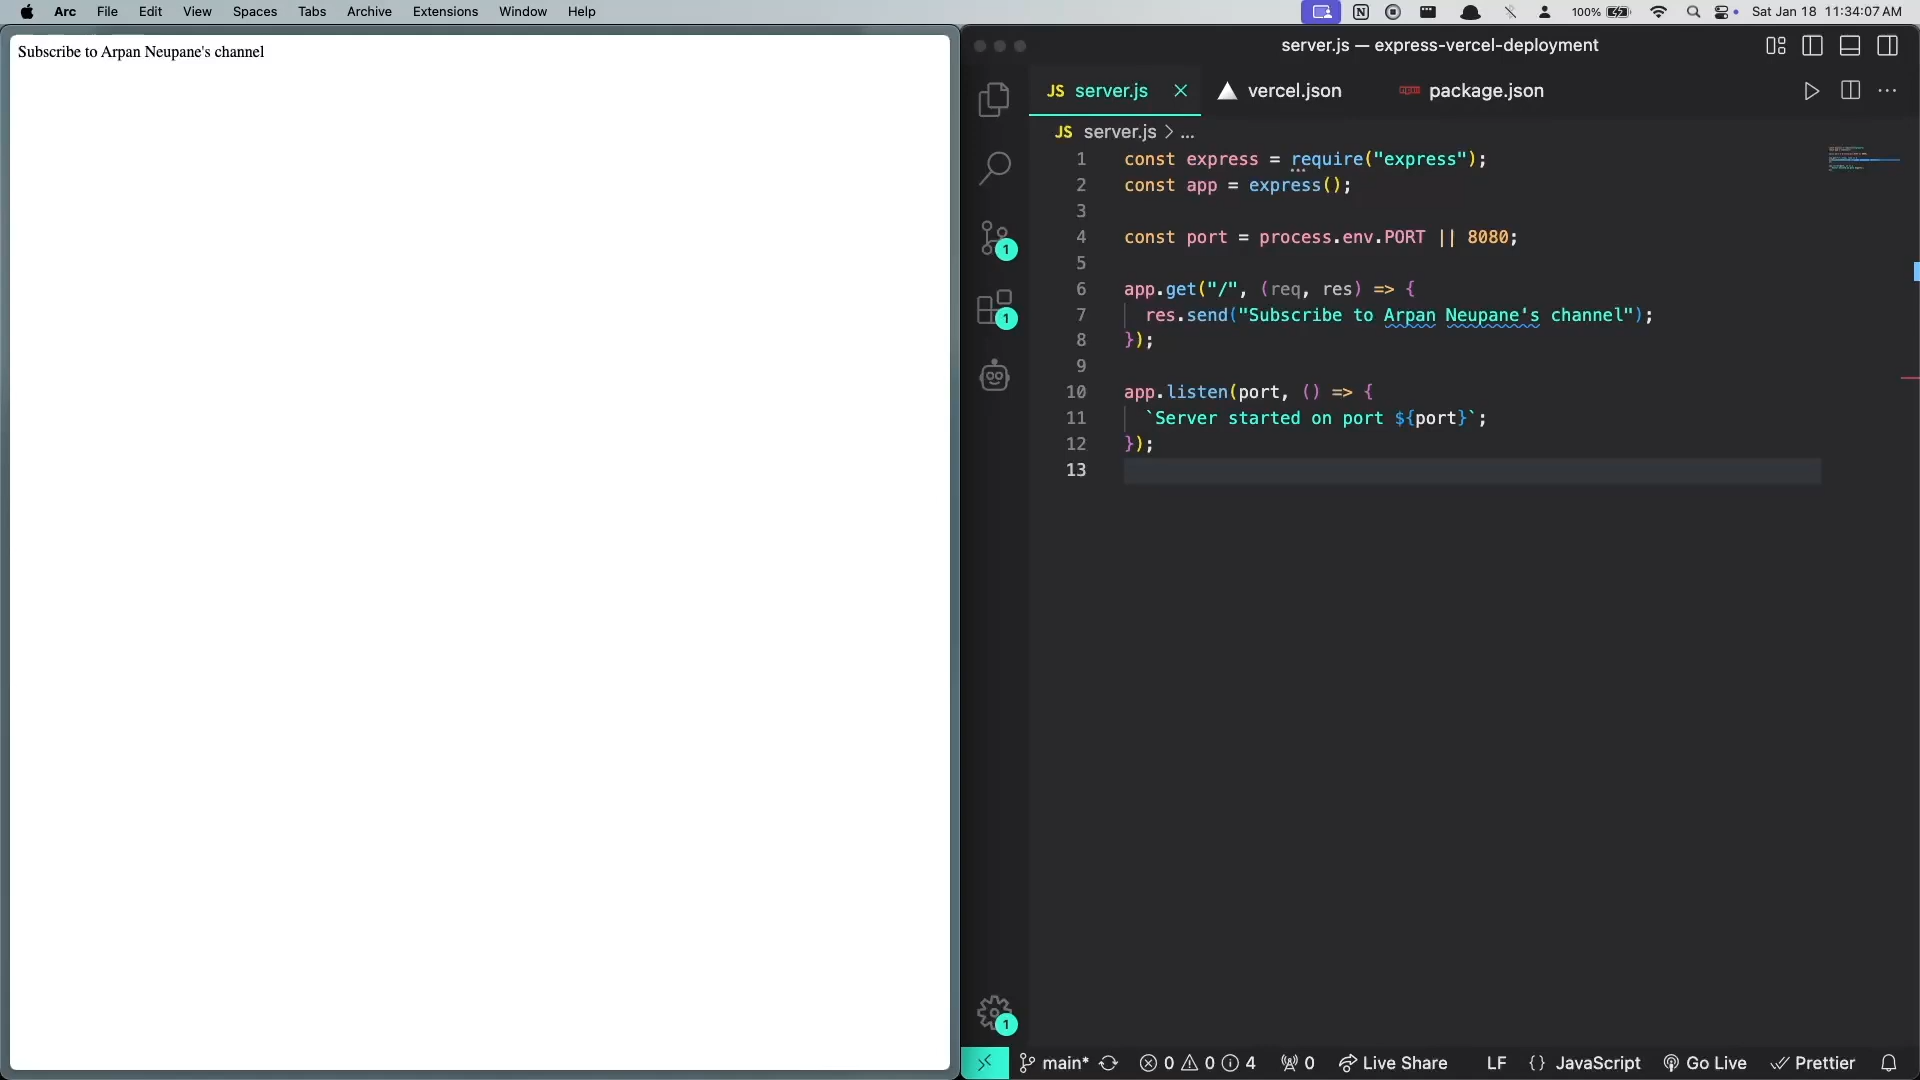 Arc File Edit View Spaces Tabs Archive Extensions Window Help
100% Sat Jan 18 11:34:07 AM
Subscribe to Arpan Neupane's channel
server.js — express-vercel-deployment
JS server.js vercel.json package.json
JS server.js > ...
1 const express = require("express");
2 const app = express();
3
4 const port = process.env.PORT || 8080;
5
6 app.get("/", (req, res) => {
7 res.send("Subscribe to Arpan Neupane's channel");
8 });
9
10 app.listen(port, () => {
11 `Server started on port ${port}`;
12 });
13
1
1
1
main* 0 0 4 0 Live Share LF {} JavaScript Go Live Prettier